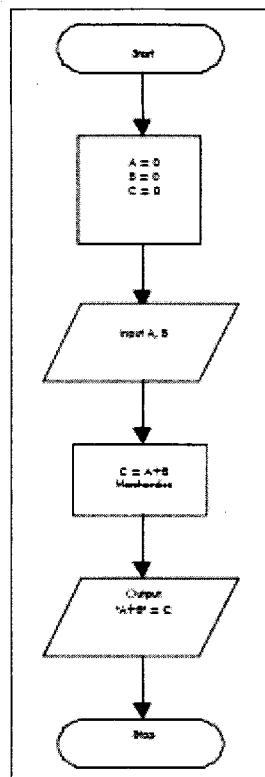 Start
A = 0
B = 0
C = 0
Input A, B
C = A+B
Output
"A+B" = C
Stop